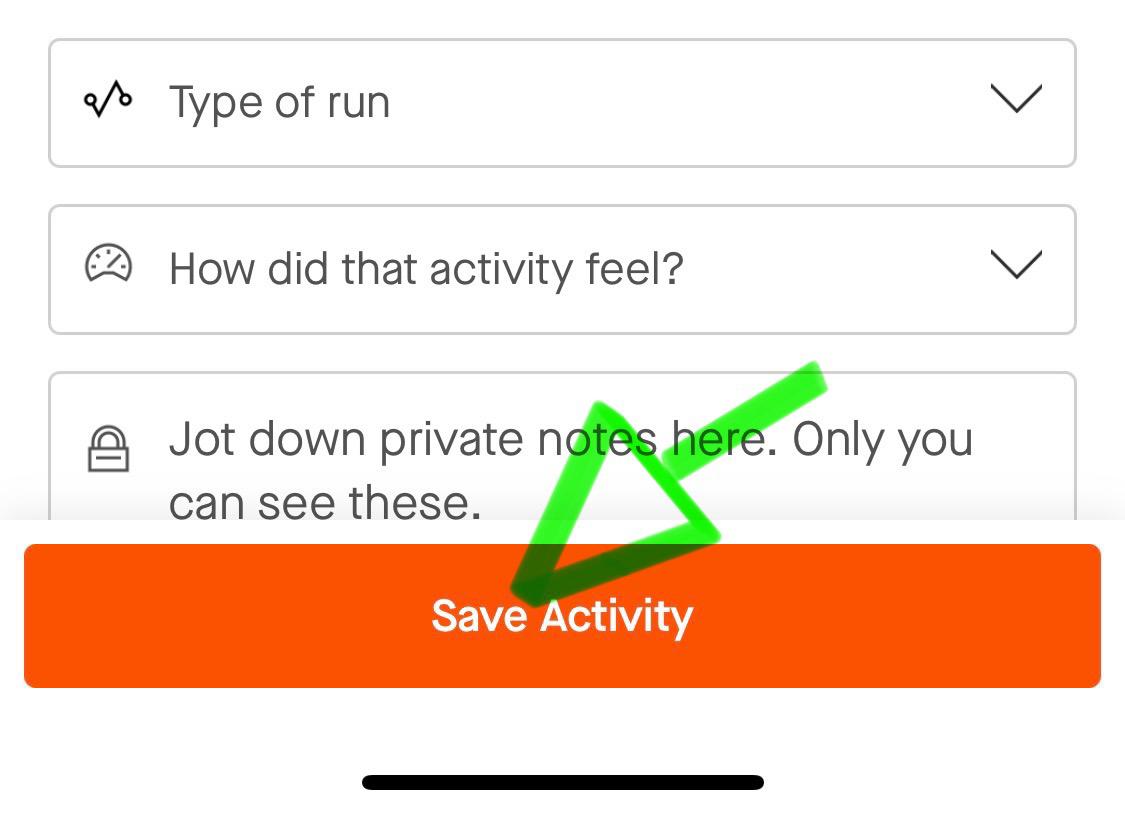 Type of run
How did that activity feel?
Jot down private notes here. Only you
can see these.
Save Activity